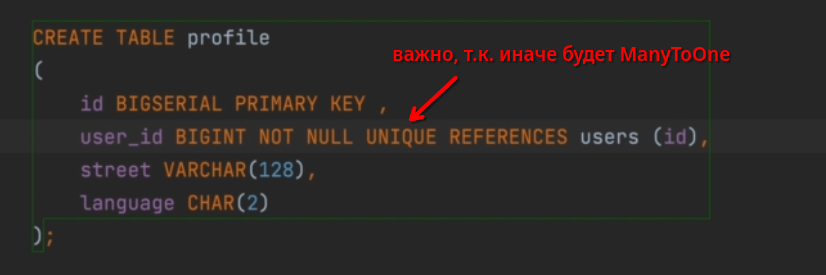 CREATE TABLE profile
важно, т.к. иначе будет ManyToOne
(
id BIGSERIAL PRIMARY KEY ,
user_id BIGINT NOT NULL UNIQUE REFERENCES users (id),
street VARCHAR(128),
language CHAR(2)
);